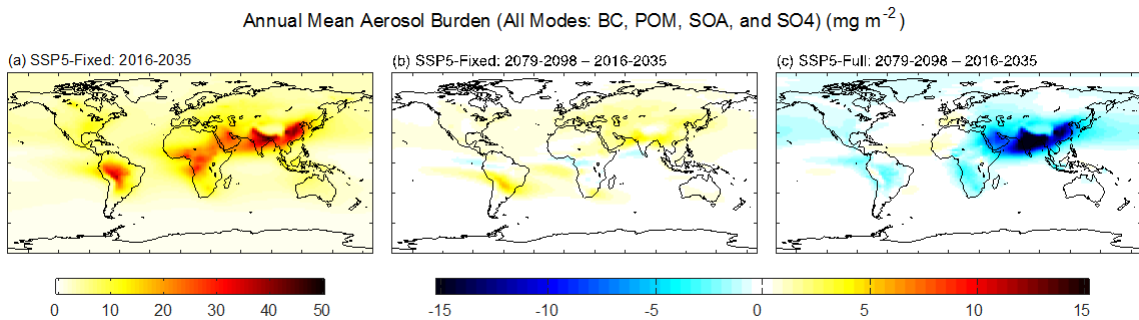 Annual Mean Aerosol Burden (All Modes: BC, POM, SOA, and SO4) (mg m⁻²)
(a) SSP5-Fixed: 2016-2035
(b) SSP5-Fixed: 2079-2098 – 2016-2035
(c) SSP5-Full: 2079-2098 – 2016-2035
0 10 20 30 40 50
-15 -10 -5 0 5 10 15